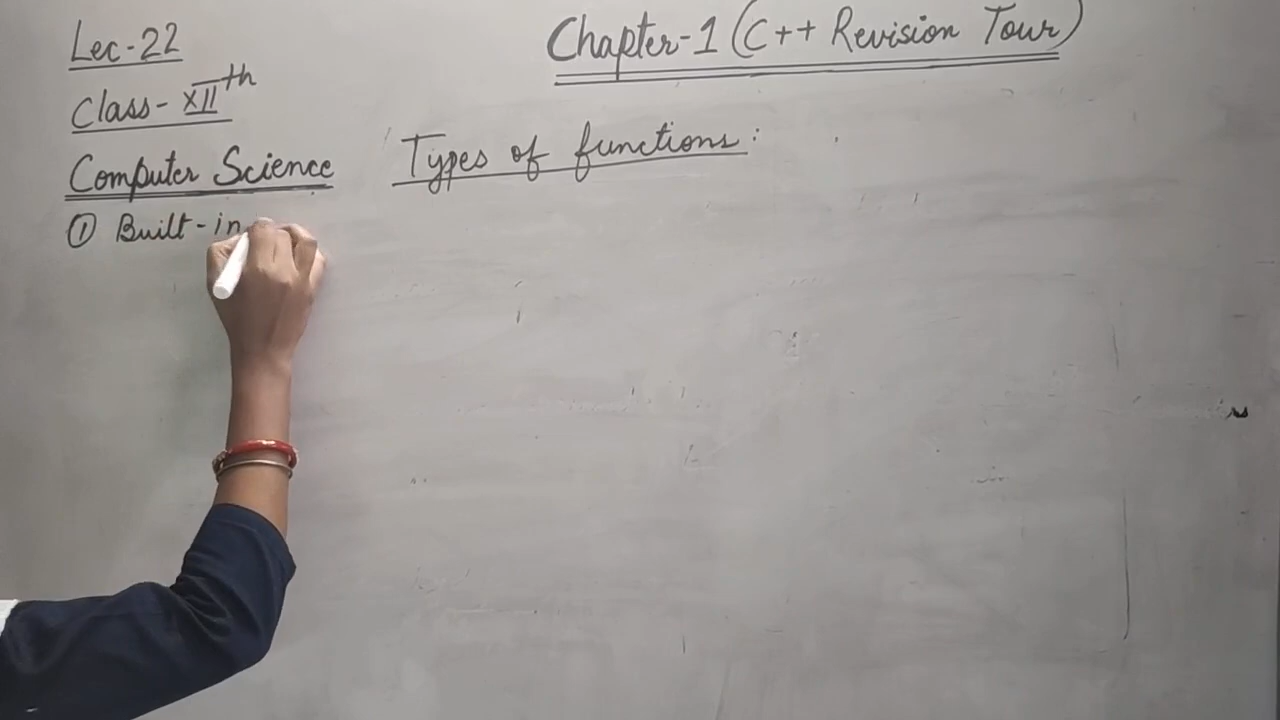 Lec-22
Chapter-1 (C++ Revision Tour)
Class- XIIth
Computer Science
Types of functions:
① Built-in